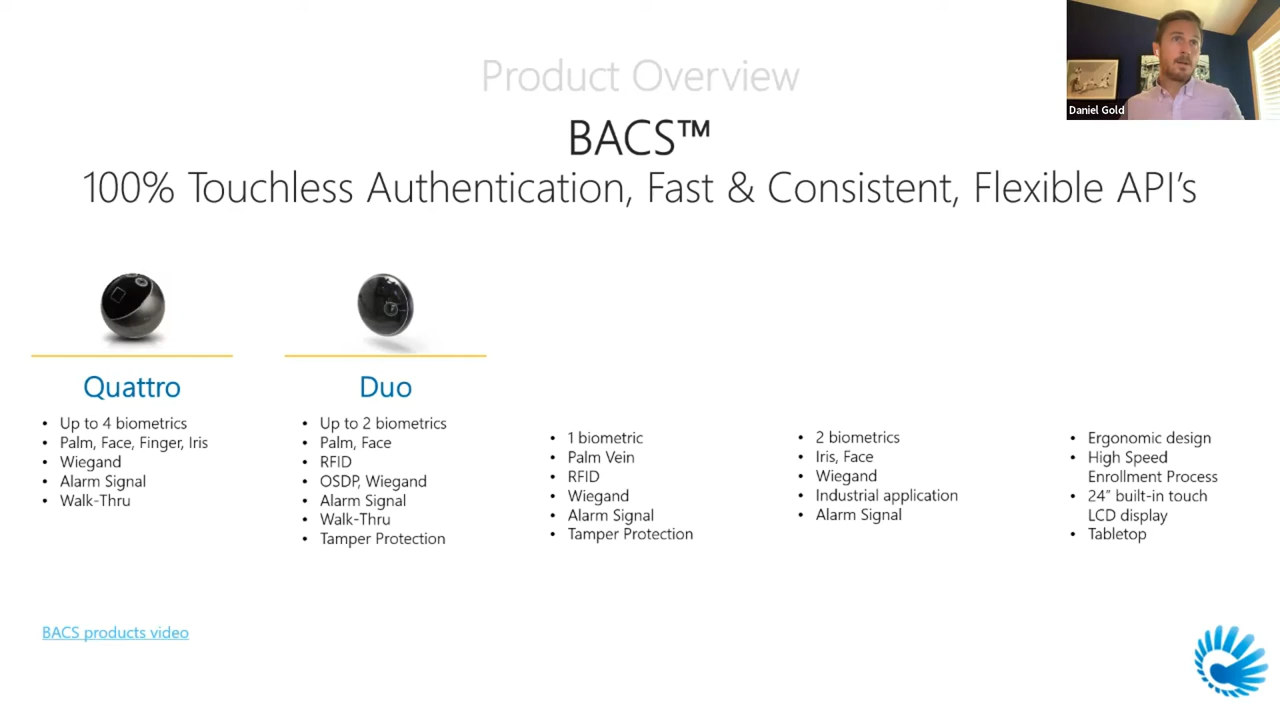 Product Overview
BACS™
100% Touchless Authentication, Fast & Consistent, Flexible API's
Daniel Gold
Quattro
• Up to 4 biometrics
• Palm, Face, Finger, Iris
• Wiegand
• Alarm Signal
• Walk-Thru
Duo
• Up to 2 biometrics
• Palm, Face
• RFID
• OSDP, Wiegand
• Alarm Signal
• Walk-Thru
• Tamper Protection
• 1 biometric
• Palm Vein
• RFID
• Wiegand
• Alarm Signal
• Tamper Protection
• 2 biometrics
• Iris, Face
• Wiegand
• Industrial application
• Alarm Signal
• Ergonomic design
• High Speed
Enrollment Process
• 24” built-in touch
LCD display
• Tabletop
BACS products video